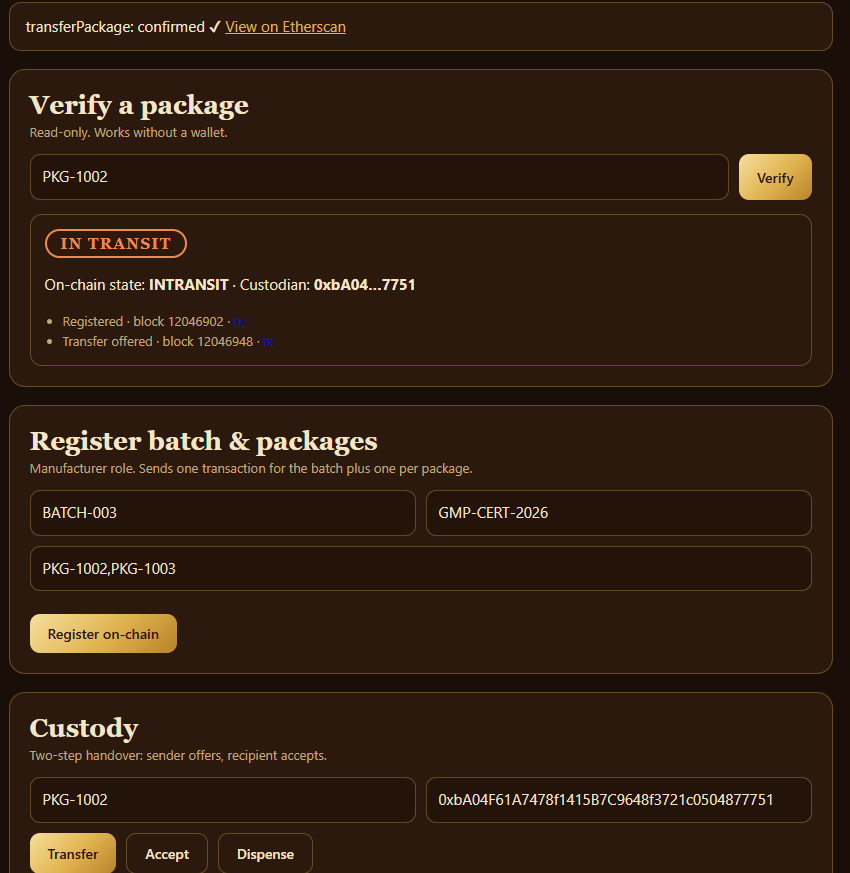 transferPackage: confirmed ✓ View on Etherscan
Verify a package
Read-only. Works without a wallet.
PKG-1002
Verify
IN TRANSIT
On-chain state: INTRANSIT · Custodian: 0xbA04…7751
• Registered · block 12046902 · tx
• Transfer offered · block 12046948 · tx
Register batch & packages
Manufacturer role. Sends one transaction for the batch plus one per package.
BATCH-003
GMP-CERT-2026
PKG-1002,PKG-1003
Register on-chain
Custody
Two-step handover: sender offers, recipient accepts.
PKG-1002
0xbA04F61A7478f1415B7C9648f3721c0504877751
Transfer
Accept
Dispense